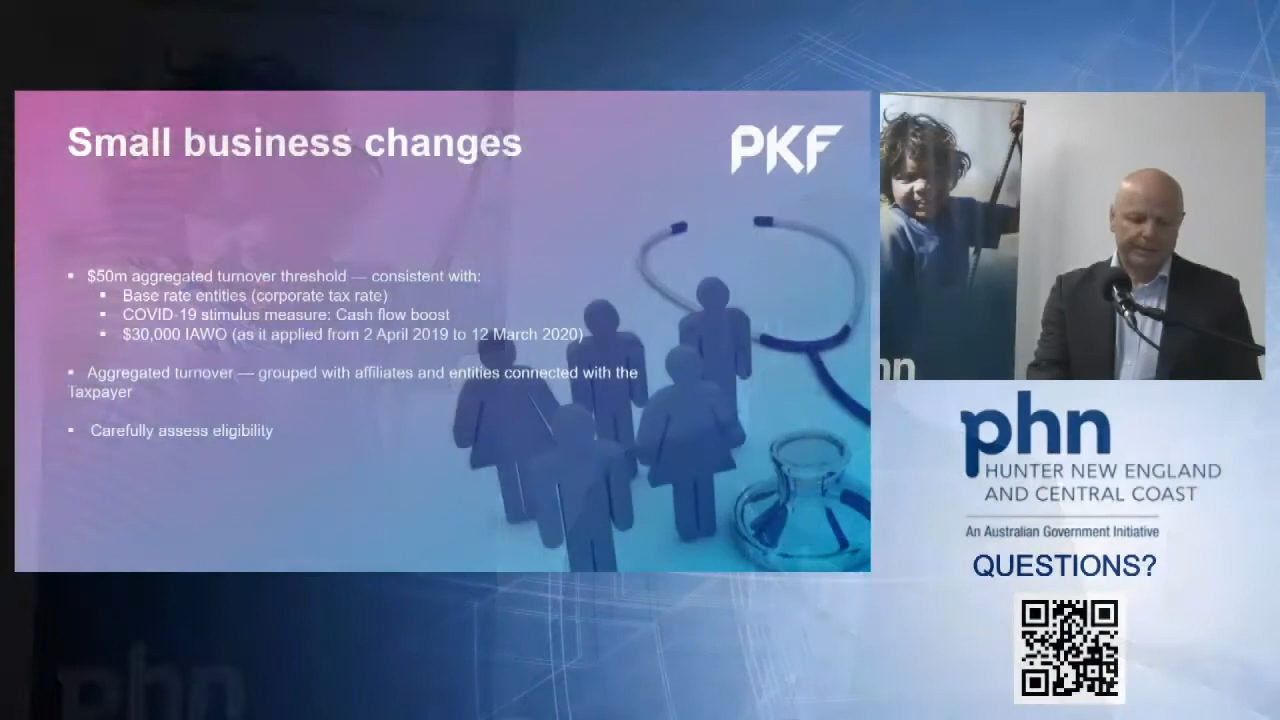 Small business changes
PKF
▪ $50m aggregated turnover threshold — consistent with:
▪ Base rate entities (corporate tax rate)
▪ COVID-19 stimulus measure: Cash flow boost
▪ $30,000 IAWO (as it applied from 2 April 2019 to 12 March 2020)
▪ Aggregated turnover — grouped with affiliates and entities connected with the
Taxpayer
▪ Carefully assess eligibility
phn
HUNTER NEW ENGLAND
AND CENTRAL COAST
An Australian Government Initiative
QUESTIONS?
phn